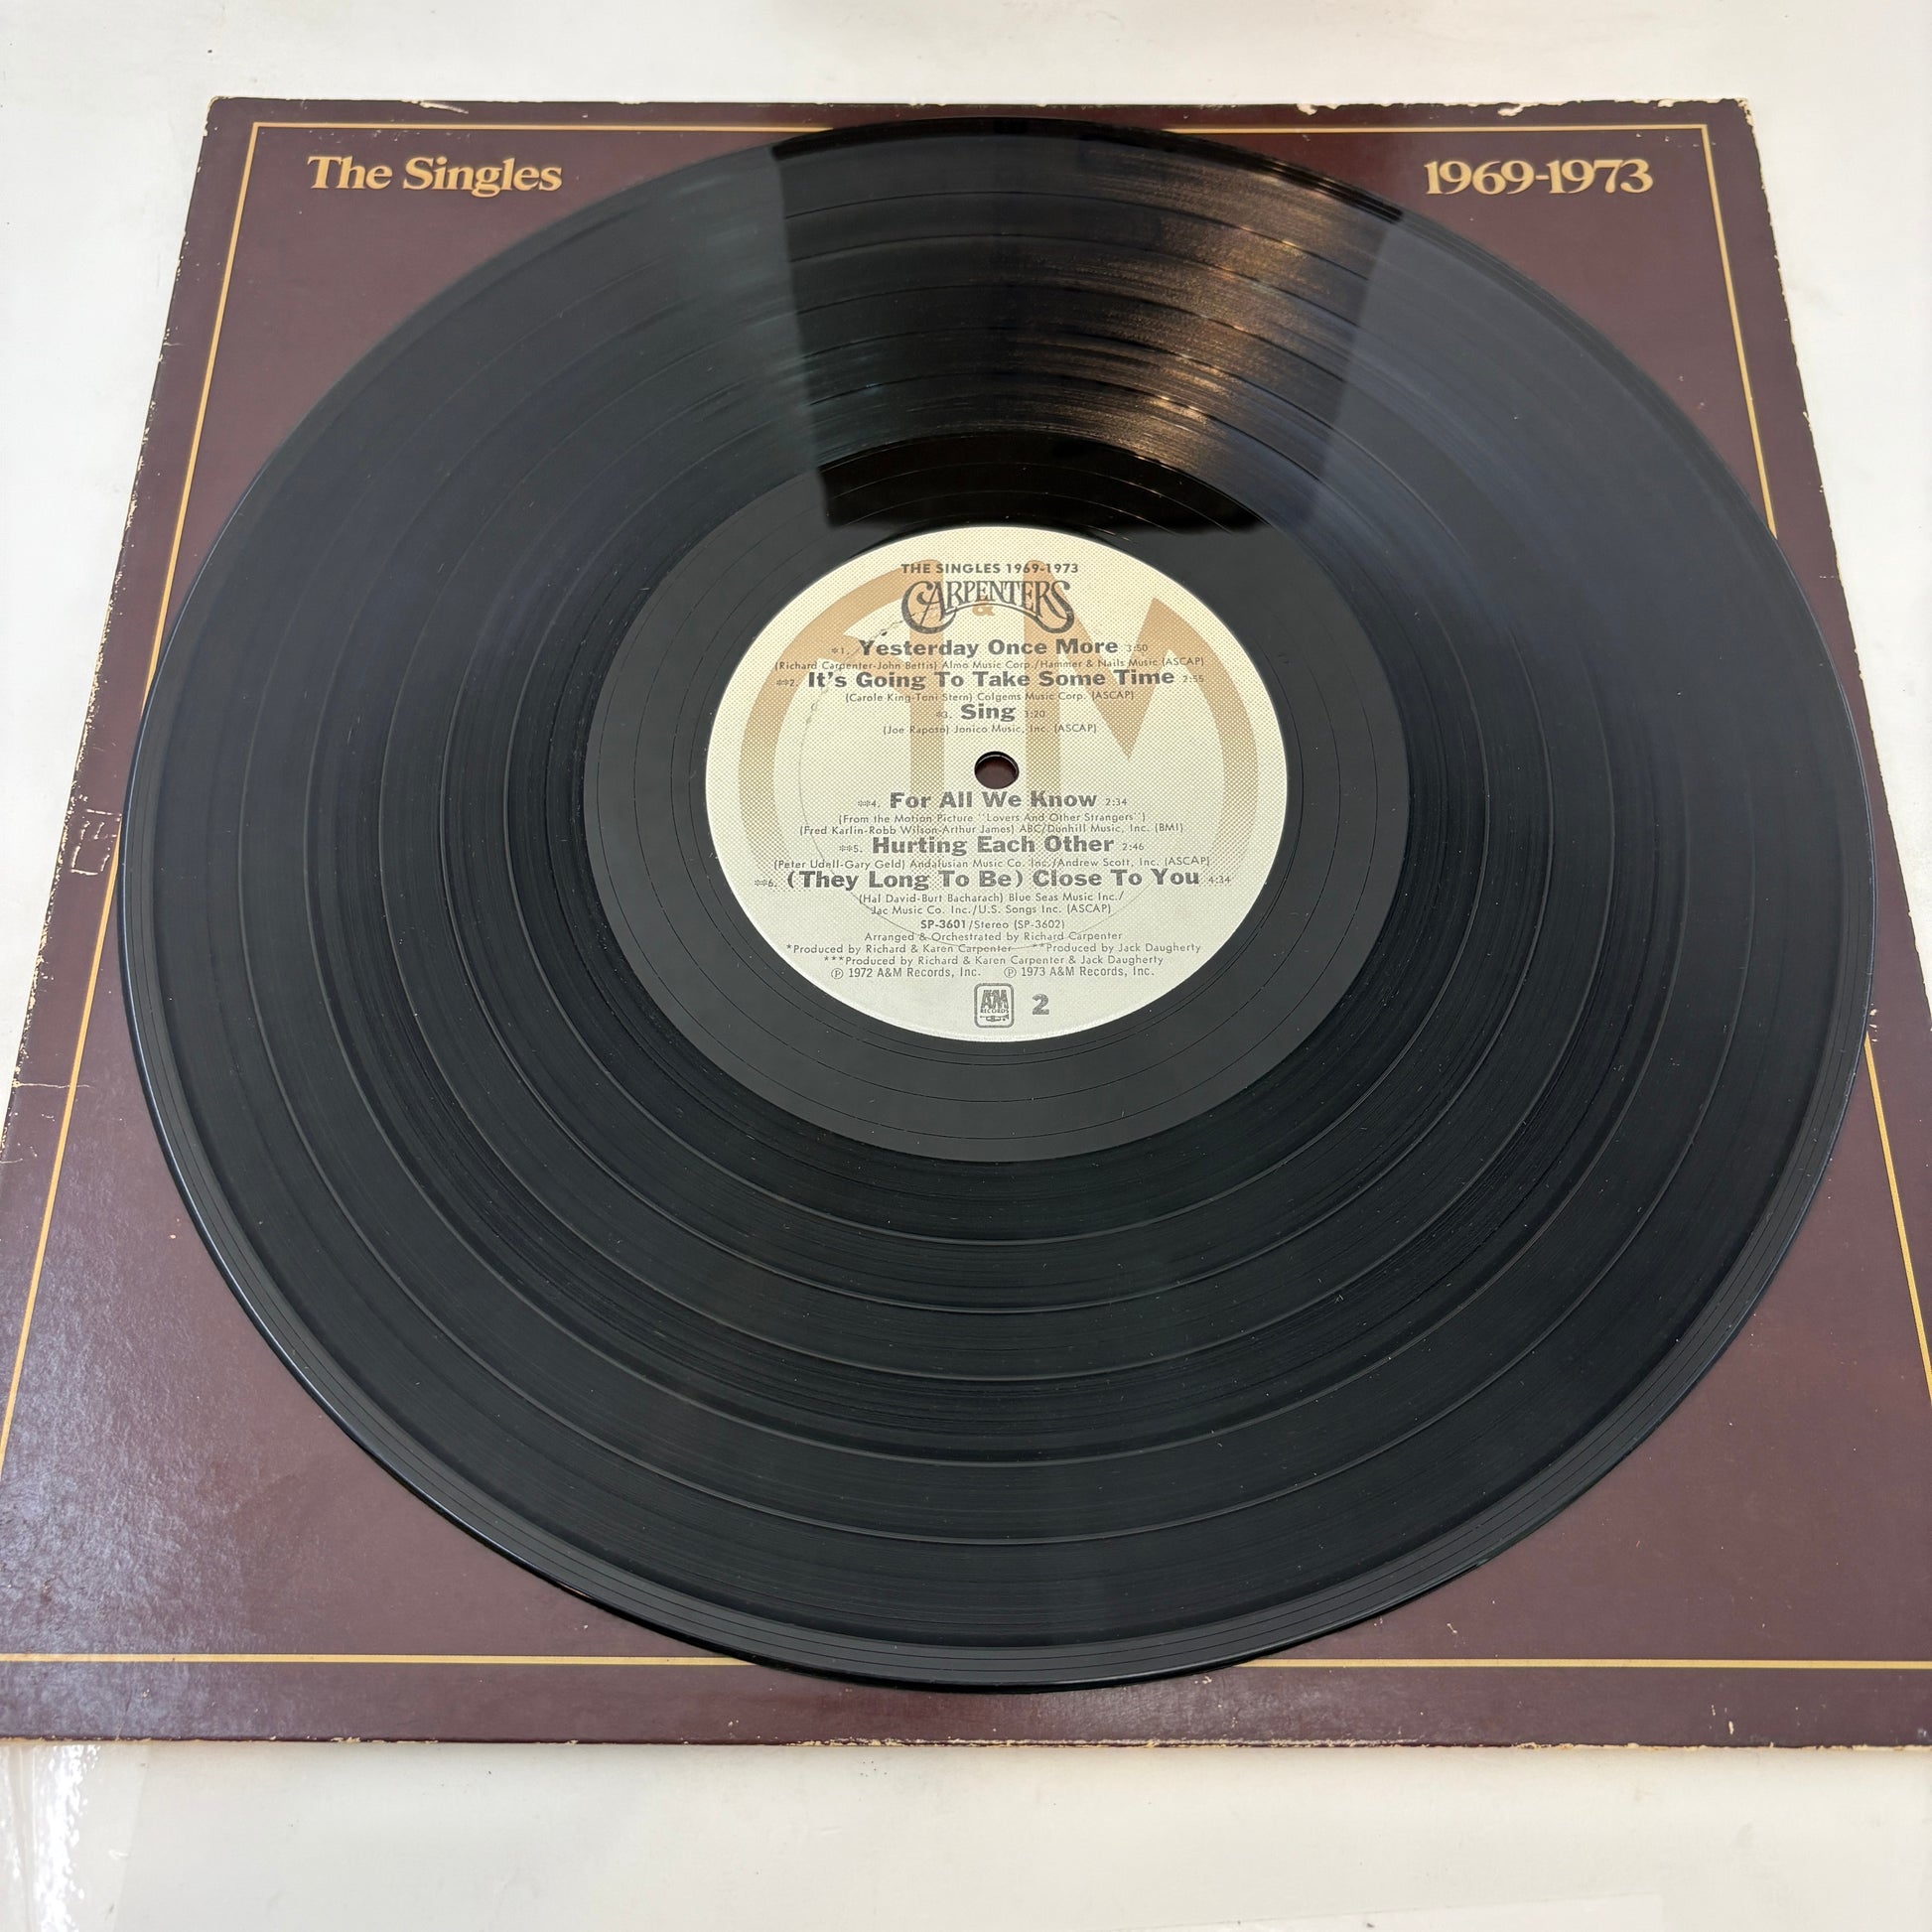 The Singles
1969-1973
THE SINGLES 1969-1973
CARPENTERS
&
*1. Yesterday Once More 3:50
(Richard Carpenter-John Bettis) Almo Music Corp./Hammer & Nails Music (ASCAP)
**2. It's Going To Take Some Time 2:55
(Carole King-Toni Stern) Colgems Music Corp. (ASCAP)
*3. Sing 3:20
(Joe Raposo) Jonico Music, Inc. (ASCAP)
**4. For All We Know 2:34
(From the Motion Picture "Lovers And Other Strangers")
(Fred Karlin-Robb Wilson-Arthur James) ABC/Dunhill Music, Inc. (BMI)
**5. Hurting Each Other 2:46
(Peter Udell-Gary Geld) Andalusian Music Co. Inc./Andrew Scott, Inc. (ASCAP)
**6. (They Long To Be) Close To You 4:34
(Hal David-Burt Bacharach) Blue Seas Music Inc./
Jac Music Co. Inc./U.S. Songs Inc. (ASCAP)
SP-3601/Stereo (SP-3602)
Arranged & Orchestrated by Richard Carpenter
*Produced by Richard & Karen Carpenter **Produced by Jack Daugherty
***Produced by Richard & Karen Carpenter & Jack Daugherty
℗ 1972 A&M Records, Inc. ℗ 1973 A&M Records, Inc.
A&M
RECORDS
2